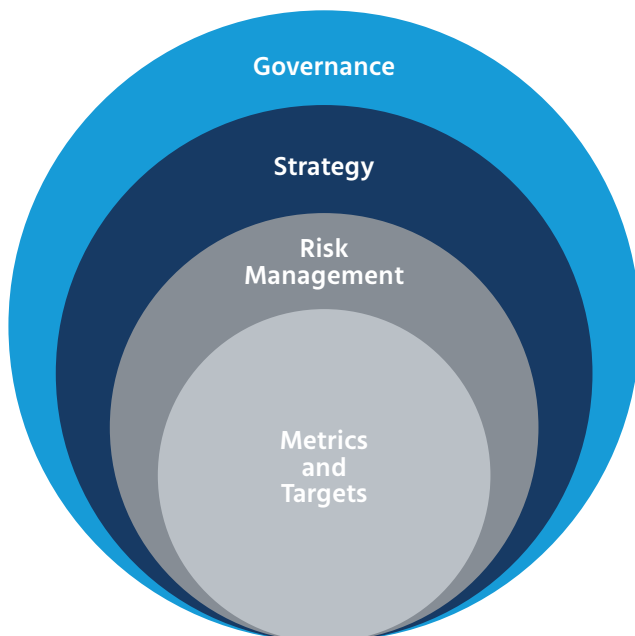 Governance
Strategy
Risk
Management
Metrics
and
Targets